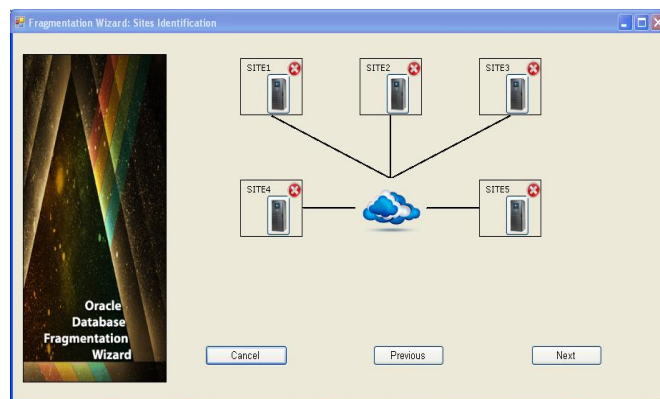 Fragmentation Wizard: Sites Identification
SITE1
SITE2
SITE3
SITE4
SITE5
Oracle
Database
Fragmentation
Wizard
Cancel
Previous
Next